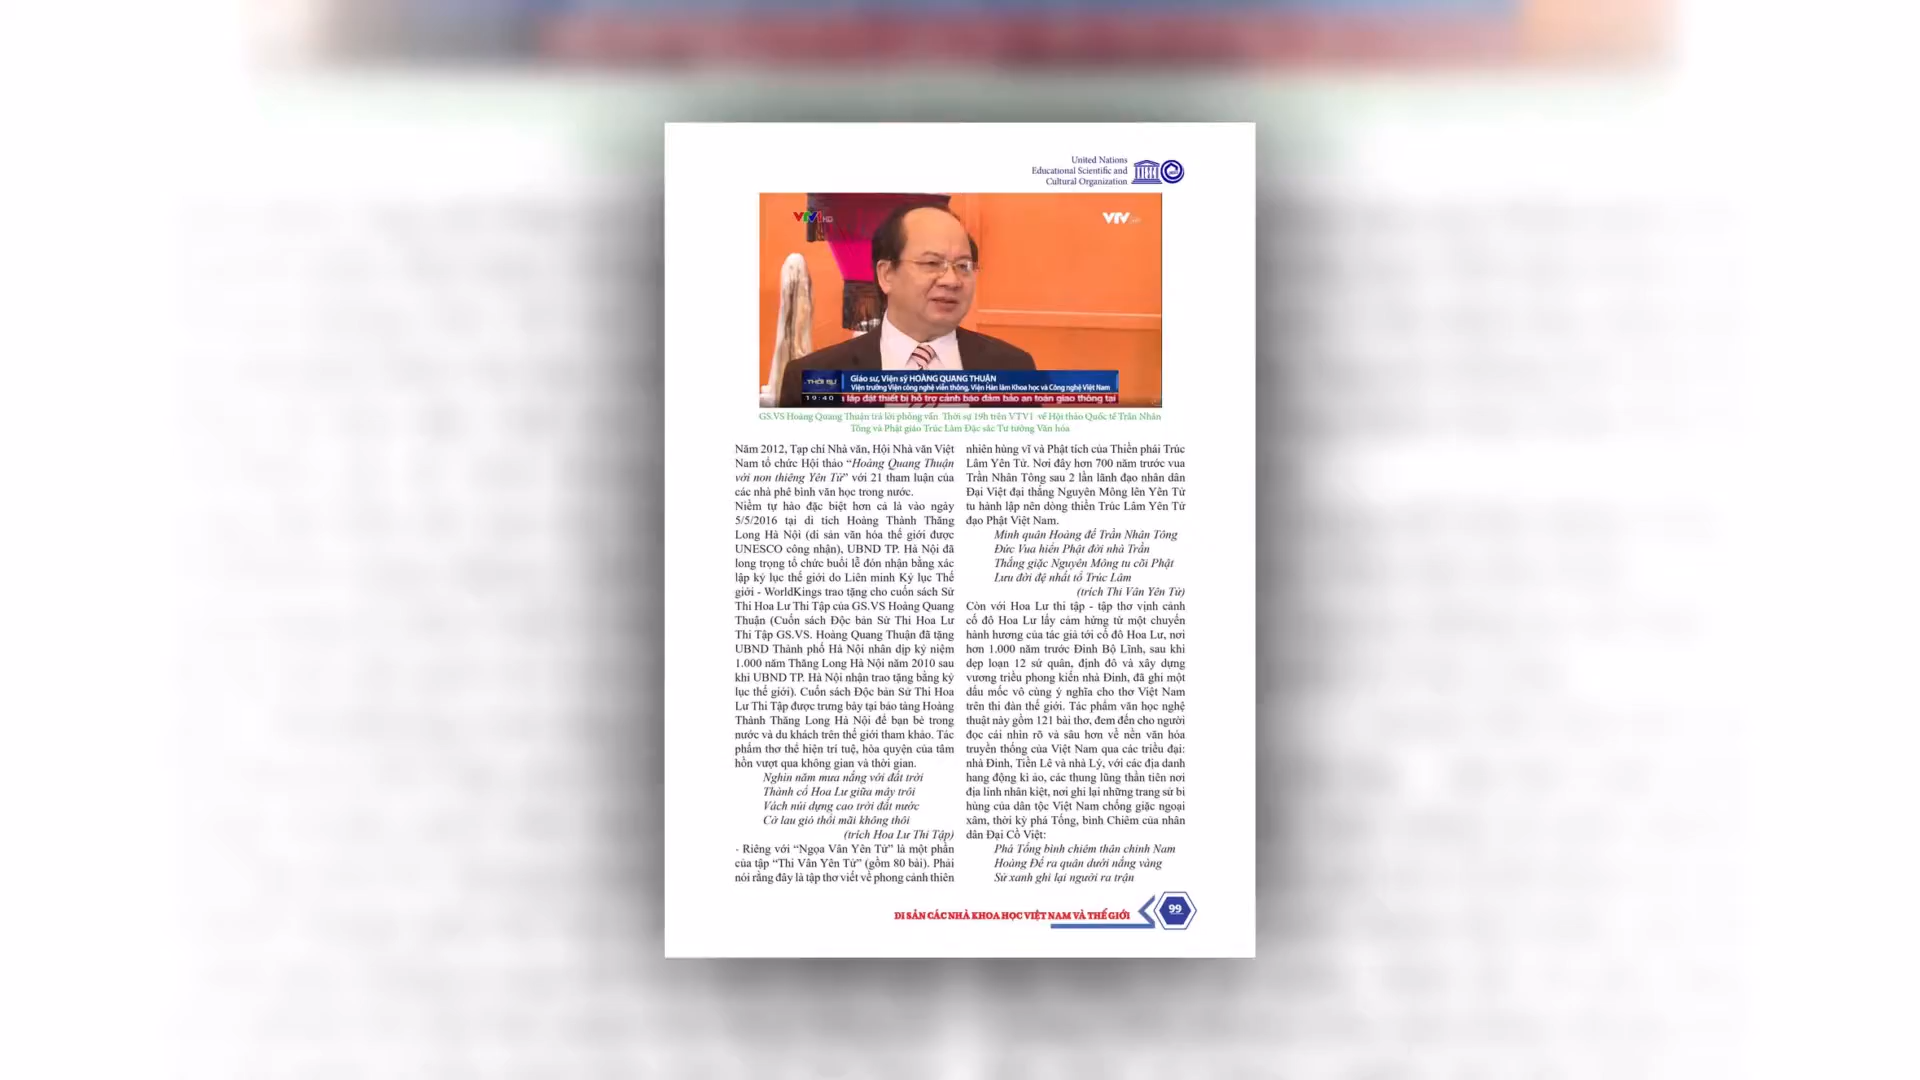 United Nations
Educational Scientific and
Cultural Organization
VTV1 HD
VTV
THỜI SỰ
19:40
Giáo sư, Viện sỹ HOÀNG QUANG THUẬN
Viện trưởng Viện công nghệ viễn thông, Viện Hàn lâm Khoa học và Công nghệ Việt Nam
lắp đặt thiết bị hỗ trợ cảnh báo đảm bảo an toàn giao thông tại
GS.VS Hoàng Quang Thuận trả lời phỏng vấn Thời sự 19h trên VTV1 về Hội thảo Quốc tế Trần Nhân
Tông và Phật giáo Trúc Lâm Đặc sắc Tư tưởng Văn hóa
Năm 2012, Tạp chí Nhà văn, Hội Nhà văn Việt
Nam tổ chức Hội thảo “Hoàng Quang Thuận
với non thiêng Yên Tử” với 21 tham luận của
các nhà phê bình văn học trong nước.
Niềm tự hào đặc biệt hơn cả là vào ngày
5/5/2016 tại di tích Hoàng Thành Thăng
Long Hà Nội (di sản văn hóa thế giới được
UNESCO công nhận), UBND TP. Hà Nội đã
long trọng tổ chức buổi lễ đón nhận bằng xác
lập kỷ lục thế giới do Liên minh Kỷ lục Thế
giới - WorldKings trao tặng cho cuốn sách Sử
Thi Hoa Lư Thi Tập của GS.VS Hoàng Quang
Thuận (Cuốn sách Độc bản Sử Thi Hoa Lư
Thi Tập GS.VS. Hoàng Quang Thuận đã tặng
UBND Thành phố Hà Nội nhân dịp kỷ niệm
1.000 năm Thăng Long Hà Nội năm 2010 sau
khi UBND TP. Hà Nội nhận trao tặng bằng kỷ
lục thế giới). Cuốn sách Độc bản Sử Thi Hoa
Lư Thi Tập được trưng bày tại bảo tàng Hoàng
Thành Thăng Long Hà Nội để bạn bè trong
nước và du khách trên thế giới tham khảo. Tác
phẩm thơ thể hiện trí tuệ, hòa quyện của tâm
hồn vượt qua không gian và thời gian.
Nghìn năm mưa nắng với đất trời
Thành cổ Hoa Lư giữa mây trôi
Vách núi dựng cao trời đất nước
Cờ lau gió thổi mãi không thôi
(trích Hoa Lư Thi Tập)
- Riêng với “Ngọa Vân Yên Tử” là một phần
của tập “Thi Vân Yên Tử” (gồm 80 bài). Phải
nói rằng đây là tập thơ viết về phong cảnh thiên
nhiên hùng vĩ và Phật tích của Thiền phái Trúc
Lâm Yên Tử. Nơi đây hơn 700 năm trước vua
Trần Nhân Tông sau 2 lần lãnh đạo nhân dân
Đại Việt đại thắng Nguyên Mông lên Yên Tử
tu hành lập nên dòng thiền Trúc Lâm Yên Tử
đạo Phật Việt Nam.
Minh quân Hoàng đế Trần Nhân Tông
Đức Vua hiển Phật đời nhà Trần
Thắng giặc Nguyên Mông tu cõi Phật
Lưu đời đệ nhất tổ Trúc Lâm
(trích Thi Vân Yên Tử)
Còn với Hoa Lư thi tập - tập thơ vịnh cảnh
cố đô Hoa Lư lấy cảm hứng từ một chuyến
hành hương của tác giả tới cố đô Hoa Lư, nơi
hơn 1.000 năm trước Đinh Bộ Lĩnh, sau khi
dẹp loạn 12 sứ quân, định đô và xây dựng
vương triều phong kiến nhà Đinh, đã ghi một
dấu mốc vô cùng ý nghĩa cho thơ Việt Nam
trên thi đàn thế giới. Tác phẩm văn học nghệ
thuật này gồm 121 bài thơ, đem đến cho người
đọc cái nhìn rõ và sâu hơn về nền văn hóa
truyền thống của Việt Nam qua các triều đại:
nhà Đinh, Tiền Lê và nhà Lý, với các địa danh
hang động kì ảo, các thung lũng thần tiên nơi
địa linh nhân kiệt, nơi ghi lại những trang sử bi
hùng của dân tộc Việt Nam chống giặc ngoại
xâm, thời kỳ phá Tống, bình Chiêm của nhân
dân Đại Cồ Việt:
Phá Tống bình chiêm thân chinh Nam
Hoàng Đế ra quân dưới nắng vàng
Sử xanh ghi lại người ra trận
DI SẢN CÁC NHÀ KHOA HỌC VIỆT NAM VÀ THẾ GIỚI
99